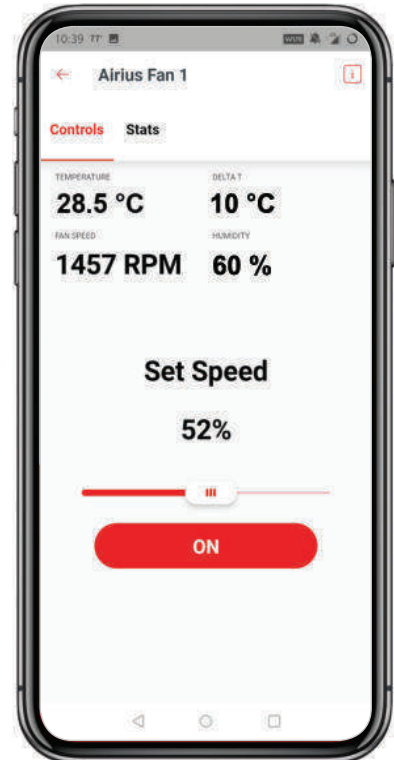 10:39 77°
Airius Fan 1
Controls Stats
TEMPERATURE DELTA T
28.5 °C 10 °C
FAN SPEED HUMIDITY
1457 RPM 60 %
Set Speed
52%
ON